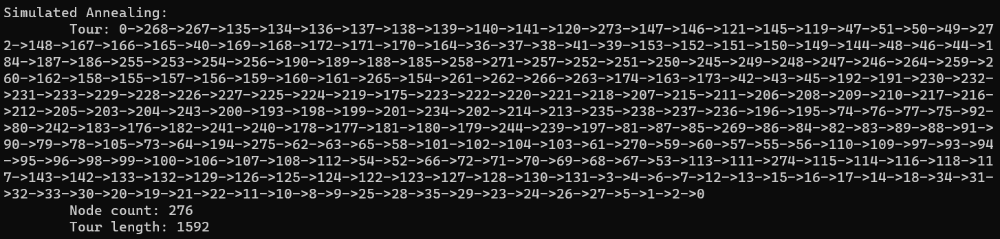 Simulated Annealing:
Tour: 0->268->267->135->134->136->137->138->139->140->141->120->273->147->146->121->145->119->47->51->50->49->27
2->148->167->166->165->40->169->168->172->171->170->164->36->37->38->41->39->153->152->151->150->149->144->48->46->44->1
84->187->186->255->253->254->256->190->189->188->185->258->271->257->252->251->250->245->249->248->247->246->264->259->2
60->162->158->155->157->156->159->160->161->265->154->261->262->266->263->174->163->173->42->43->45->192->191->230->232-
>231->233->229->228->226->227->225->224->219->175->223->222->220->221->218->207->215->211->206->208->209->210->217->216-
>212->205->203->204->243->200->193->198->199->201->234->202->214->213->235->238->237->236->196->195->74->76->77->75->92-
>80->242->183->176->182->241->240->178->177->181->180->179->244->239->197->81->87->85->269->86->84->82->83->89->88->91->
90->79->78->105->73->64->194->275->62->63->65->58->101->102->104->103->61->270->59->60->57->55->56->110->109->97->93->94
->95->96->98->99->100->106->107->108->112->54->52->66->72->71->70->69->68->67->53->113->111->274->115->114->116->118->11
7->143->142->133->132->129->126->125->124->122->123->127->128->130->131->3->4->6->7->12->13->15->16->17->14->18->34->31-
>32->33->30->20->19->21->22->11->10->8->9->25->28->35->29->23->24->26->27->5->1->2->0
Node count: 276
Tour length: 1592